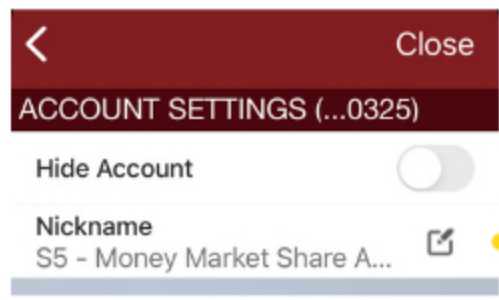 Close
ACCOUNT SETTINGS (...0325)
Hide Account
Nickname
S5 - Money Market Share A...